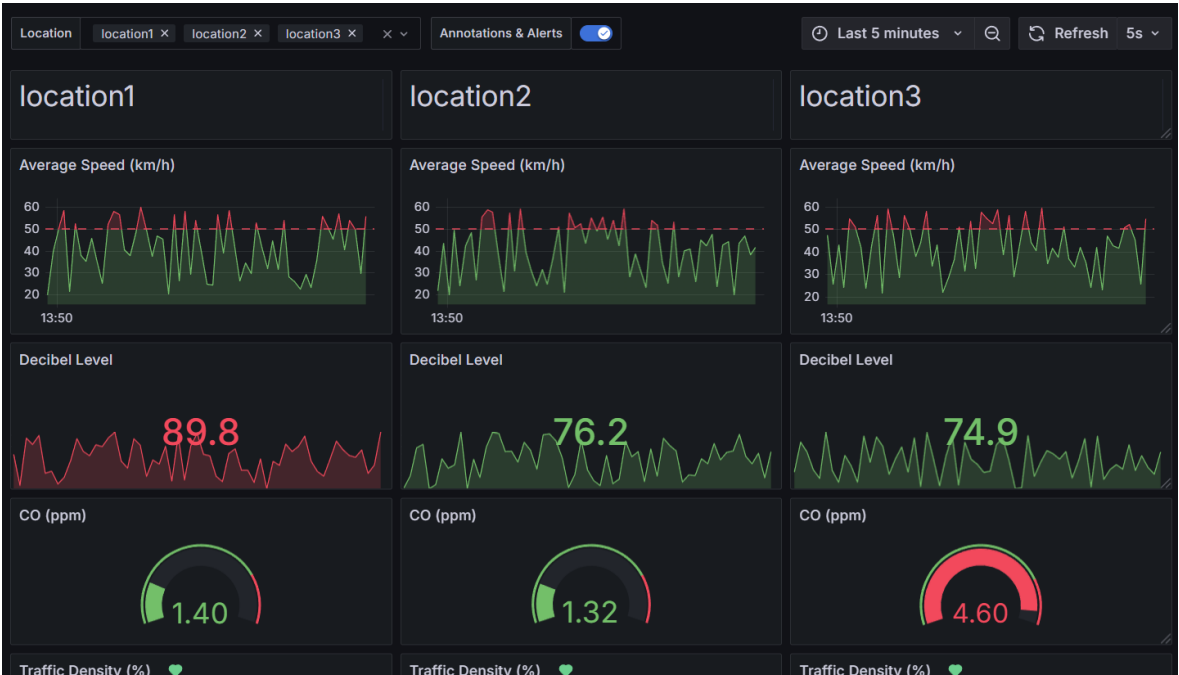 Location location1 × location2 × location3 × × Annotations & Alerts Last 5 minutes Refresh 5s
location1 location2 location3
Average Speed (km/h) Average Speed (km/h) Average Speed (km/h)
60 60 60
50 50 50
40 40 40
30 30 30
20 20 20
13:50 13:50 13:50
Decibel Level Decibel Level Decibel Level
89.8 76.2 74.9
CO (ppm) CO (ppm) CO (ppm)
1.40 1.32 4.60
Traffic Density (%) Traffic Density (%) Traffic Density (%)